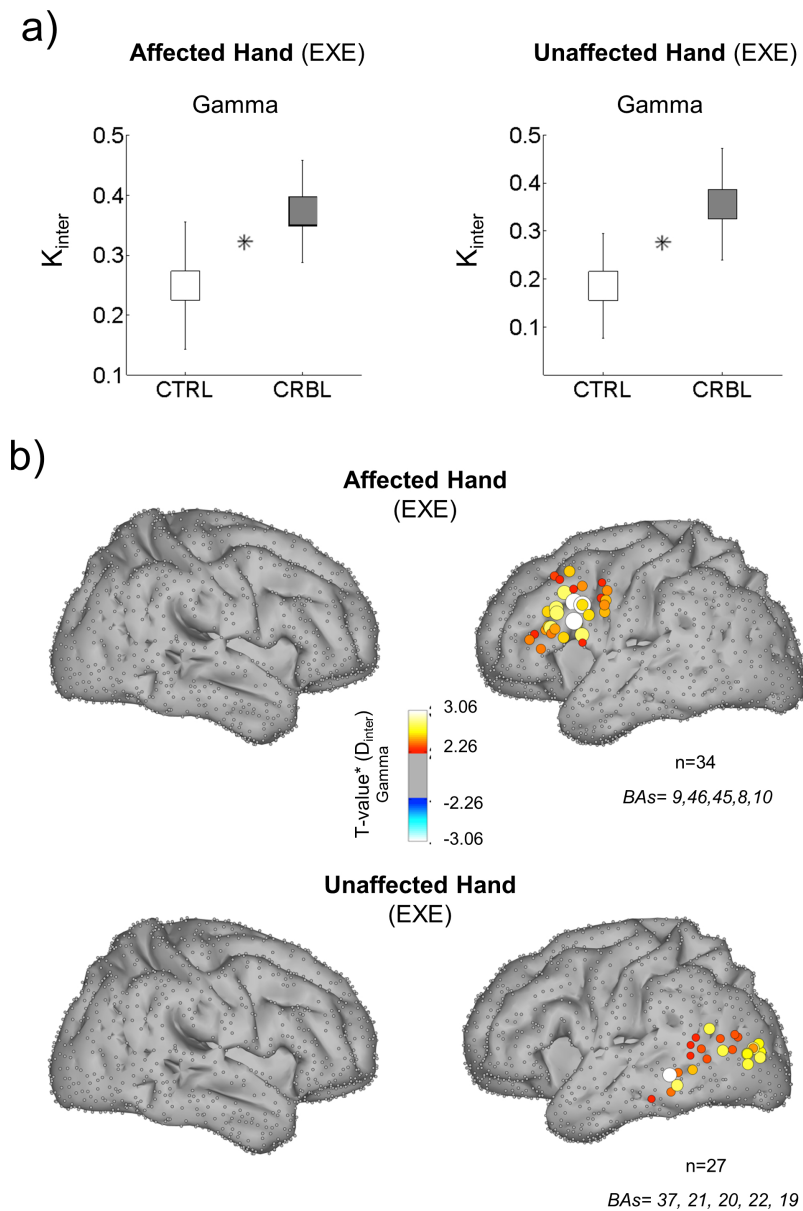 a)
Affected Hand (EXE)
Unaffected Hand (EXE)
Gamma
Gamma
0.5
0.4
0.3
0.2
0.1
K inter
CTRL
CRBL
0.5
0.4
0.3
0.2
0.1
K inter
CTRL
CRBL
b)
Affected Hand
(EXE)
T-value* (D inter)
Gamma
3.06
2.26
-2.26
-3.06
n=34
BAs= 9,46,45,8,10
Unaffected Hand
(EXE)
n=27
BAs= 37, 21, 20, 22, 19